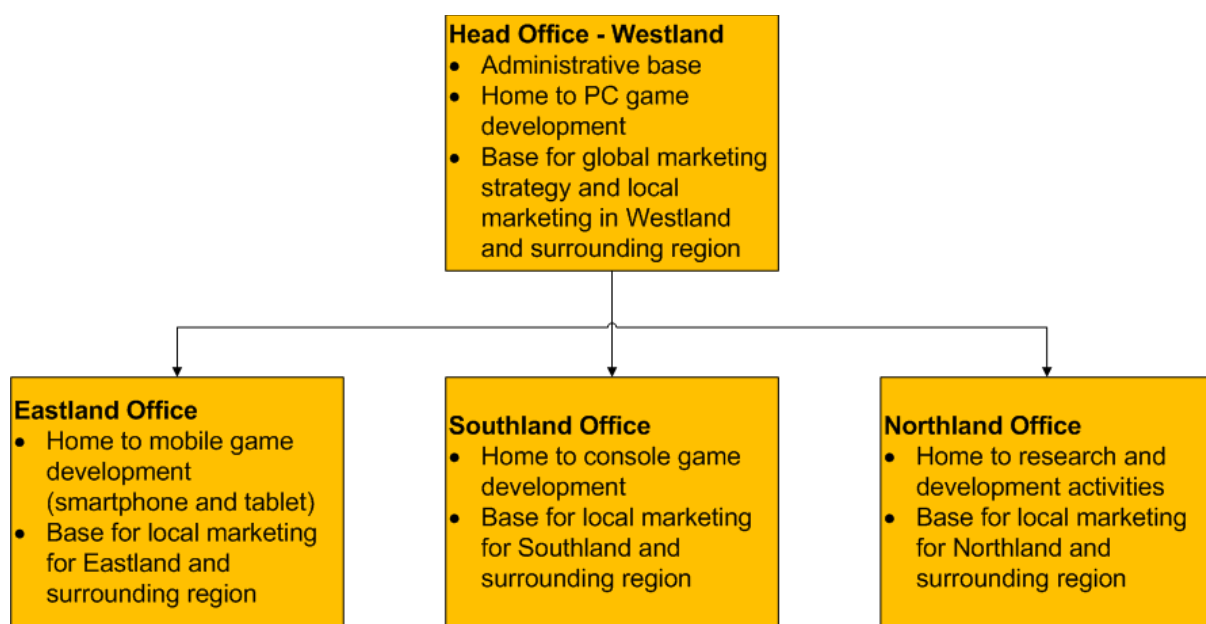 Head Office - Westland
• Administrative base
• Home to PC game
development
• Base for global marketing
strategy and local
marketing in Westland
and surrounding region
Eastland Office
• Home to mobile game
development
(smartphone and tablet)
• Base for local marketing
for Eastland and
surrounding region
Southland Office
• Home to console game
development
• Base for local marketing
for Southland and
surrounding region
Northland Office
• Home to research and
development activities
• Base for local marketing
for Northland and
surrounding region